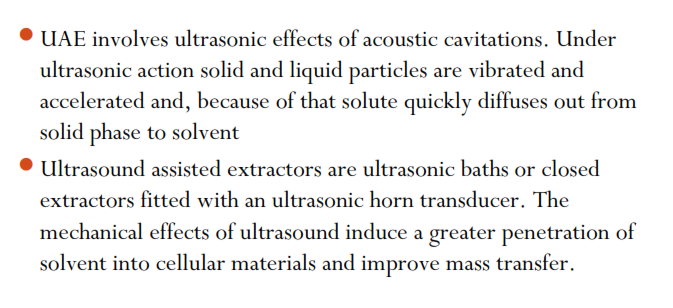 UAE involves ultrasonic effects of acoustic cavitations. Under
ultrasonic action solid and liquid particles are vibrated and
accelerated and, because of that solute quickly diffuses out from
solid phase to solvent
Ultrasound assisted extractors are ultrasonic baths or closed
extractors fitted with an ultrasonic horn transducer. The
mechanical effects of ultrasound induce a greater penetration of
solvent into cellular materials and improve mass transfer.